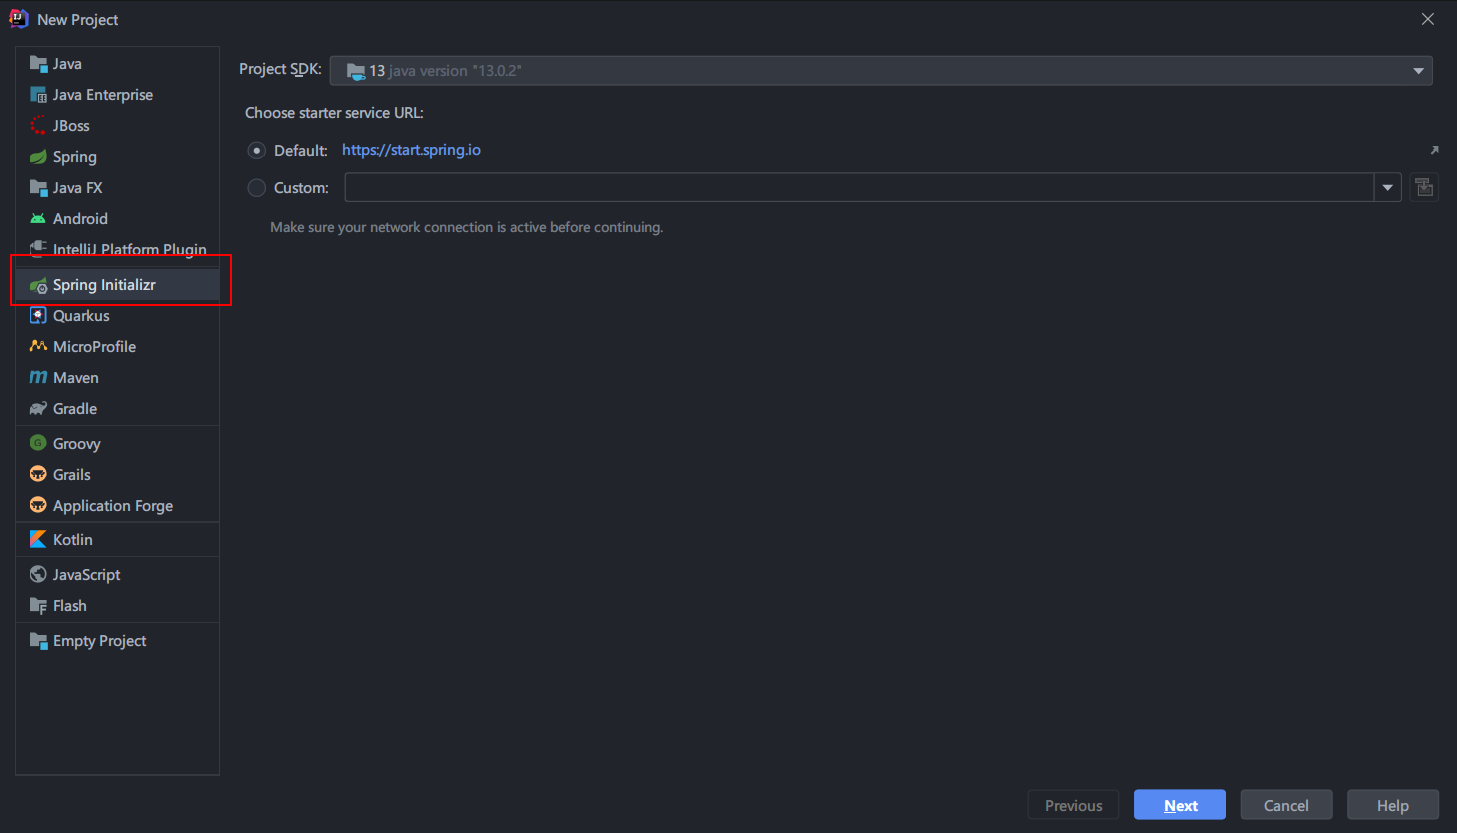 New Project
Java
Java Enterprise
JBoss
Spring
Java FX
Android
IntelliJ Platform Plugin
Spring Initializr
Quarkus
MicroProfile
Maven
Gradle
Groovy
Grails
Application Forge
Kotlin
JavaScript
Flash
Empty Project
Project SDK: 13 java version "13.0.2"
Choose starter service URL:
Default: https://start.spring.io
Custom:
Make sure your network connection is active before continuing.
Previous Next Cancel Help